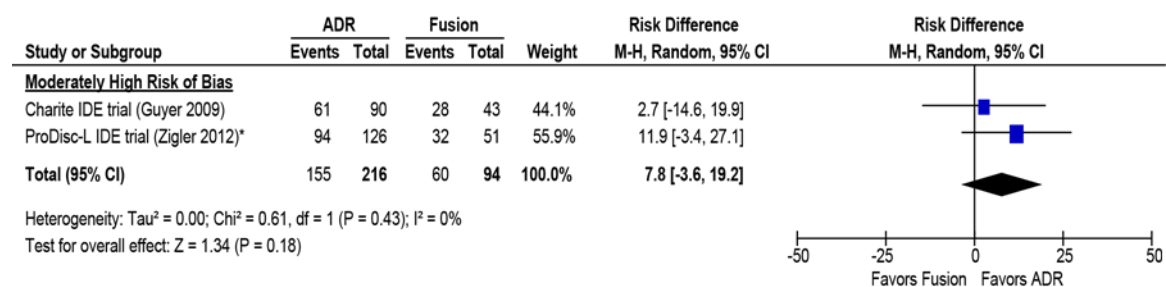 ADR Fusion Risk Difference Risk Difference
Study or Subgroup Events Total Events Total Weight M-H, Random, 95% CI M-H, Random, 95% CI
Moderately High Risk of Bias
Charite IDE trial (Guyer 2009) 61 90 28 43 44.1% 2.7 [-14.6, 19.9]
ProDisc-L IDE trial (Zigler 2012)* 94 126 32 51 55.9% 11.9 [-3.4, 27.1]
Total (95% CI) 155 216 60 94 100.0% 7.8 [-3.6, 19.2]
Heterogeneity: Tau² = 0.00; Chi² = 0.61, df = 1 (P = 0.43); I² = 0%
Test for overall effect: Z = 1.34 (P = 0.18)
-50 -25 0 25 50
Favors Fusion Favors ADR